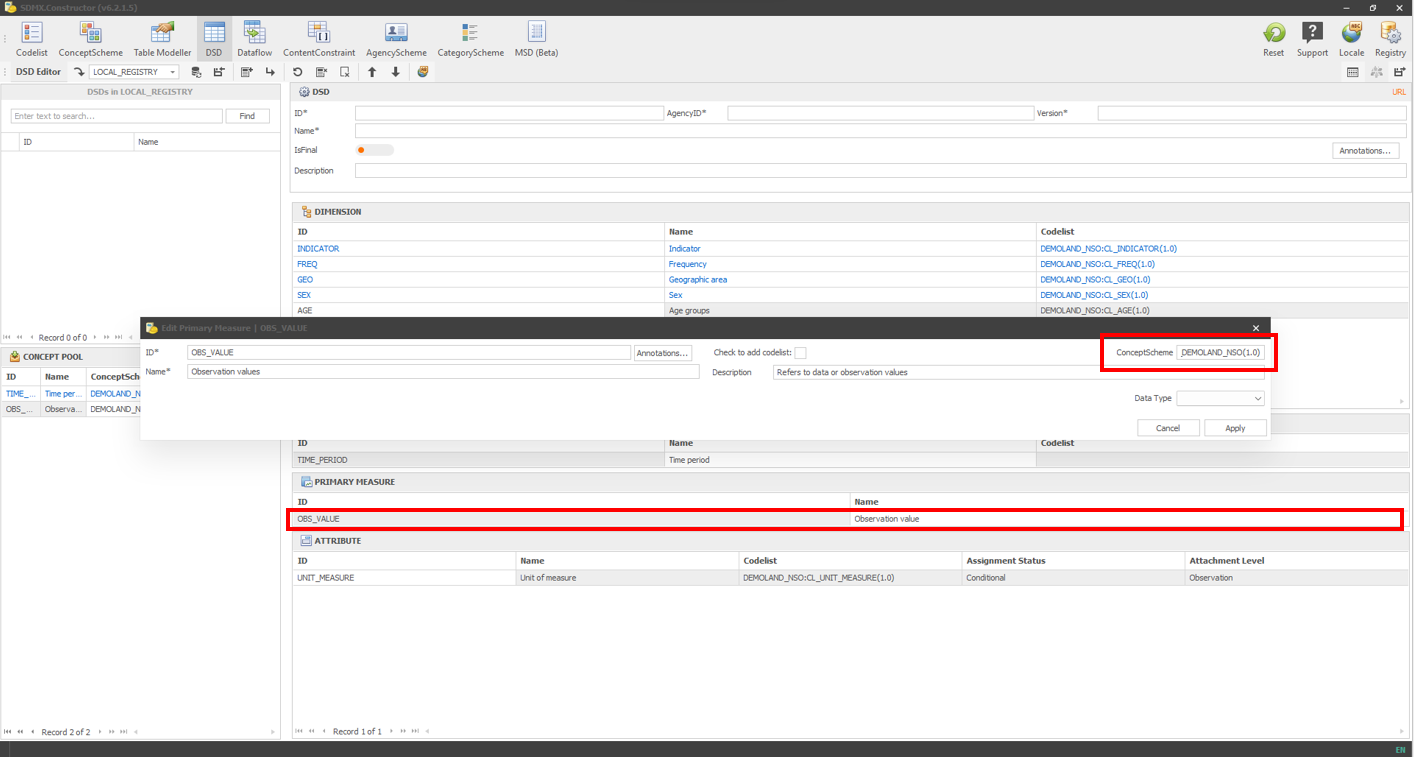 SDMX.Constructor (v6.2.1.5)
Codelist ConceptScheme Table Modeller DSD Dataflow ContentConstraint AgencyScheme CategoryScheme MSD (Beta) Reset Support Locale Registry
DSD Editor LOCAL_REGISTRY
DSDs in LOCAL_REGISTRY
Enter text to search... Find
ID Name
DSD URL
ID* AgencyID* Version*
Name*
IsFinal Annotations...
Description
DIMENSION
ID Name Codelist
INDICATOR Indicator DEMOLAND_NSO:CL_INDICATOR(1.0)
FREQ Frequency DEMOLAND_NSO:CL_FREQ(1.0)
GEO Geographic area DEMOLAND_NSO:CL_GEO(1.0)
SEX Sex DEMOLAND_NSO:CL_SEX(1.0)
AGE Age groups DEMOLAND_NSO:CL_AGE(1.0)
Record 0 of 0
Edit Primary Measure | OBS_VALUE
ID* OBS_VALUE Annotations... Check to add codelist: ConceptScheme _DEMOLAND_NSO(1.0)
Name* Observation values Description Refers to data or observation values
Data Type
Cancel Apply
CONCEPT POOL
ID Name ConceptSch
TIME_... Time per... DEMOLAND_N
OBS_... Observa... DEMOLAND_N
ID Name Codelist
TIME_PERIOD Time period
PRIMARY MEASURE
ID Name
OBS_VALUE Observation value
ATTRIBUTE
ID Name Codelist Assignment Status Attachment Level
UNIT_MEASURE Unit of measure DEMOLAND_NSO:CL_UNIT_MEASURE(1.0) Conditional Observation
Record 2 of 2
Record 1 of 1
EN